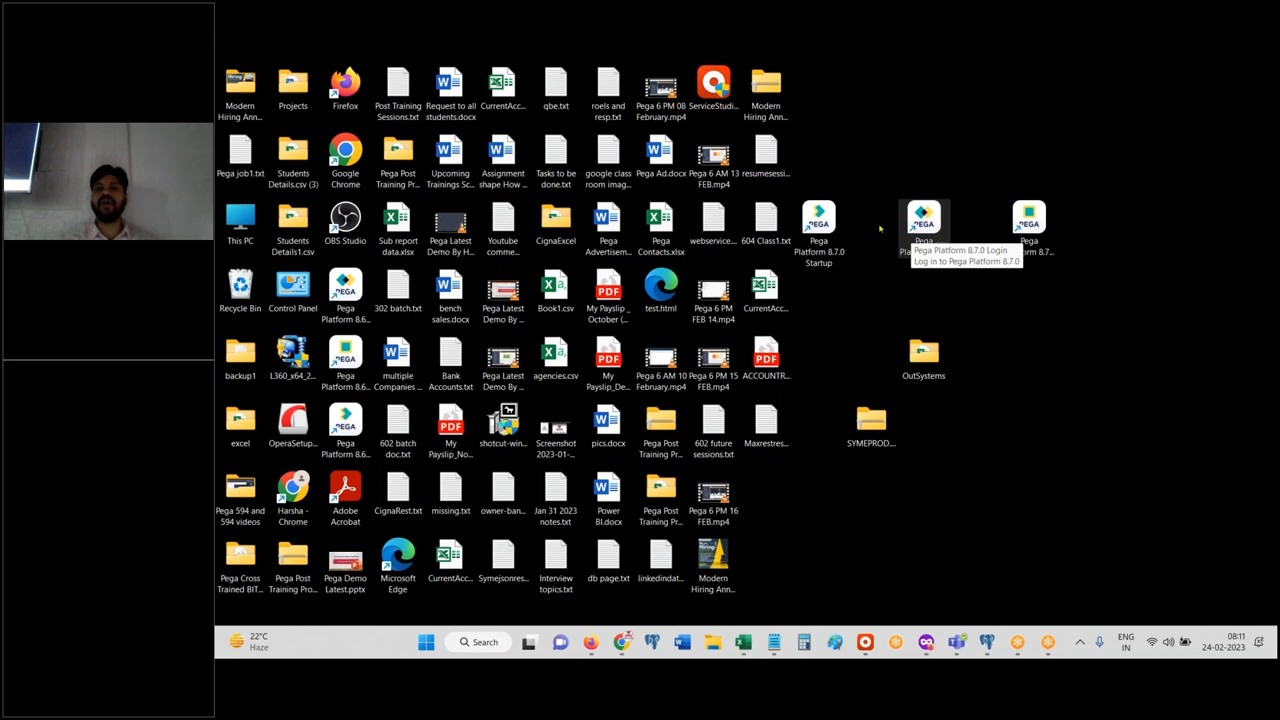 Modern
Hiring Ann...
Projects
Firefox
Post Training
Sessions.txt
Request to all
students.docx
CurrentAcc...
qbe.txt
roels and
resp.txt
Pega 6 PM 08
February.mp4
ServiceStudi...
Modern
Hiring Ann...
Pega job1.txt
Students
Details.csv (3)
Google
Chrome
Pega Post
Training Pr...
Upcoming
Trainings Sc...
Assignment
shape How ...
Tasks to be
done.txt
google class
room imag...
Pega Ad.docx
Pega 6 AM 13
FEB.mp4
resumesessi...
This PC
Students
Details1.csv
OBS Studio
Sub report
data.xlsx
Pega Latest
Demo By H...
Youtube
comme...
CignaExcel
Pega
Advertisem...
Pega
Contacts.xlsx
webservice...
604 Class1.txt
PEGA
Pega
Platform 8.7.0
Startup
PEGA
Pega
Pega Platform 8.7.0 Login
Log in to Pega Platform 8.7.0
PEGA
Recycle Bin
Control Panel
PEGA
Pega
Platform 8.6...
302 batch.txt
bench
sales.docx
Pega Latest
Demo By ...
Book1.csv
PDF
My Payslip _
October (...
test.html
Pega 6 PM
FEB 14.mp4
CurrentAcc...
backup1
L360_x64_2...
PEGA
Pega
Platform 8.6...
multiple
Companies ...
Bank
Accounts.txt
Pega Latest
Demo By ...
agencies.csv
PDF
My
Payslip_De...
Pega 6 AM 10
February.mp4
Pega 6 PM 15
FEB.mp4
PDF
ACCOUNTR...
OutSystems
excel
OperaSetup...
PEGA
Pega
Platform 8.6...
602 batch
doc.txt
PDF
My
Payslip_No...
shotcut-win...
Screenshot
2023-01-...
pics.docx
Pega Post
Training Pr...
602 future
sessions.txt
Maxrestres...
SYMEPROD...
Pega 594 and
594 videos
Harsha -
Chrome
Adobe
Acrobat
CignaRest.txt
missing.txt
owner-ban...
Jan 31 2023
notes.txt
Power
BI.docx
Pega Post
Training Pr...
Pega 6 PM 16
FEB.mp4
Pega Cross
Trained BIT...
Pega Post
Training Pro...
Pega Demo
Latest.pptx
Microsoft
Edge
CurrentAcc...
Symejsonres...
Interview
topics.txt
db page.txt
linkedindat...
Modern
Hiring Ann...
22°C
Haze
Search
ENG
IN
08:11
24-02-2023